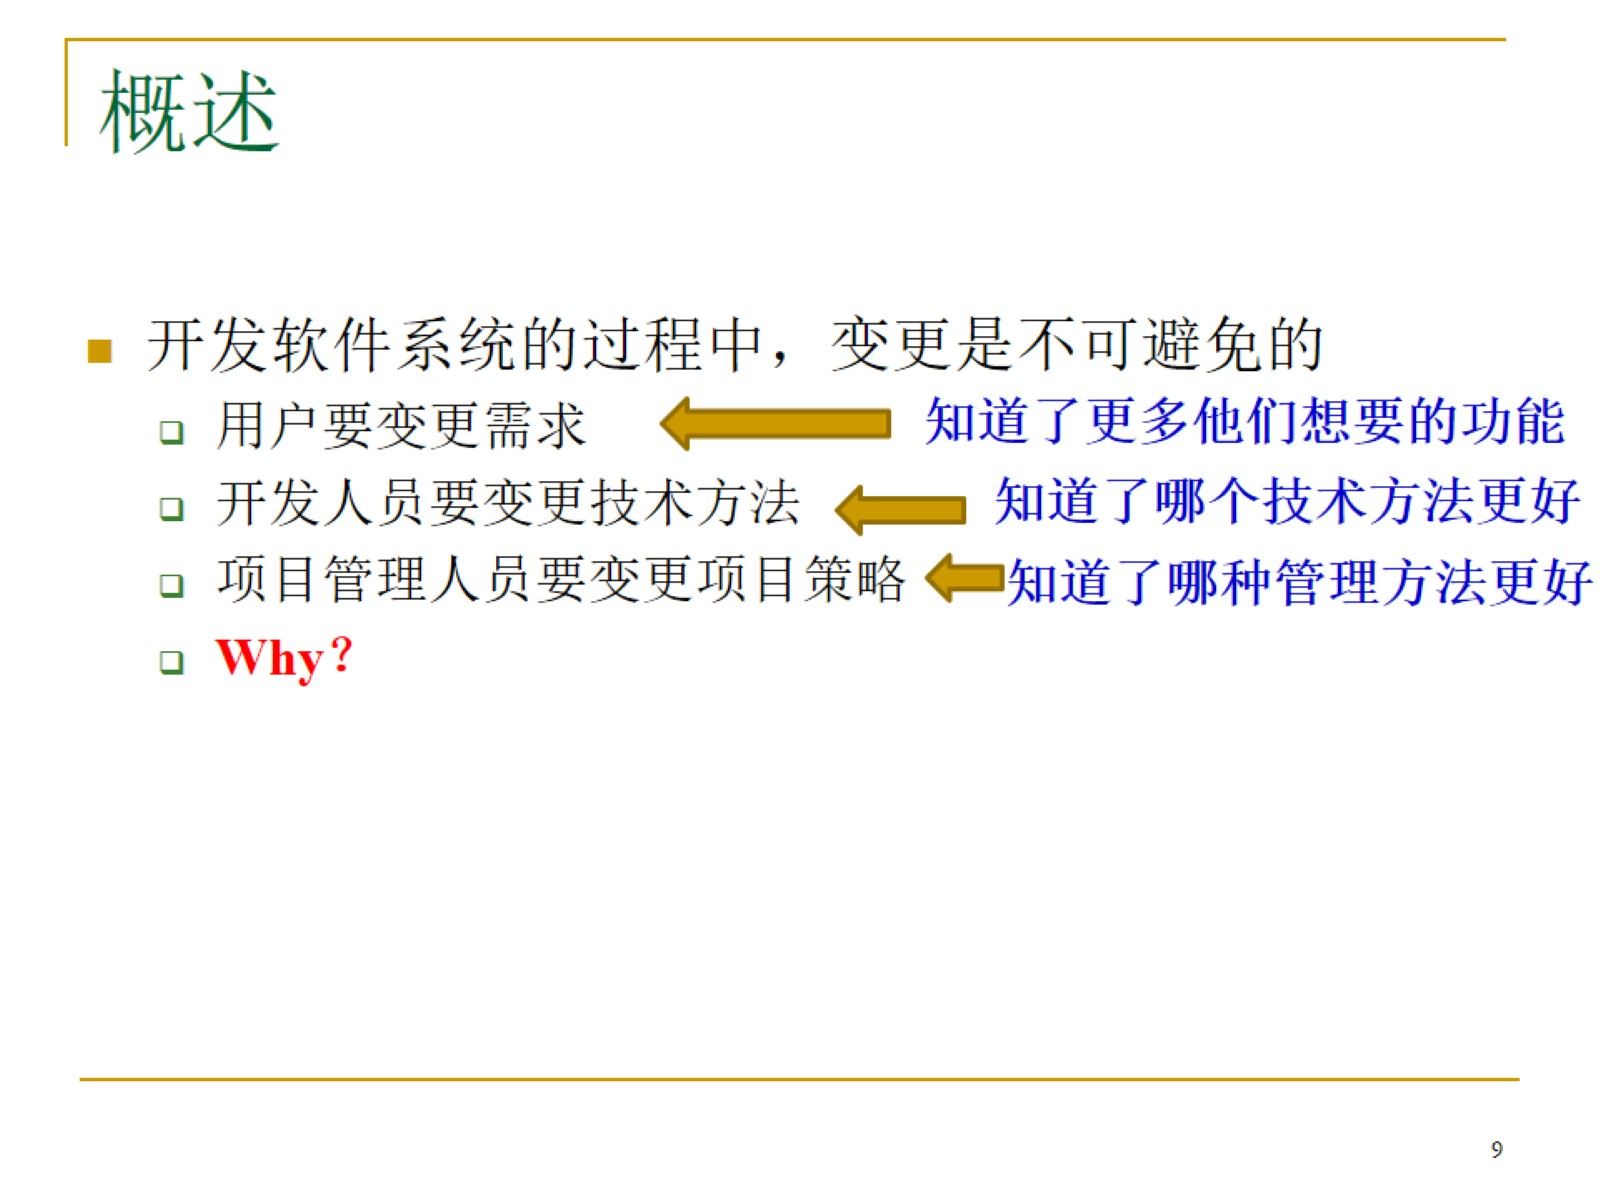 概述
开发软件系统的过程中，变更是不可避免的
用户要变更需求 知道了更多他们想要的功能
开发人员要变更技术方法 知道了哪个技术方法更好
项目管理人员要变更项目策略 知道了哪种管理方法更好
Why？
9